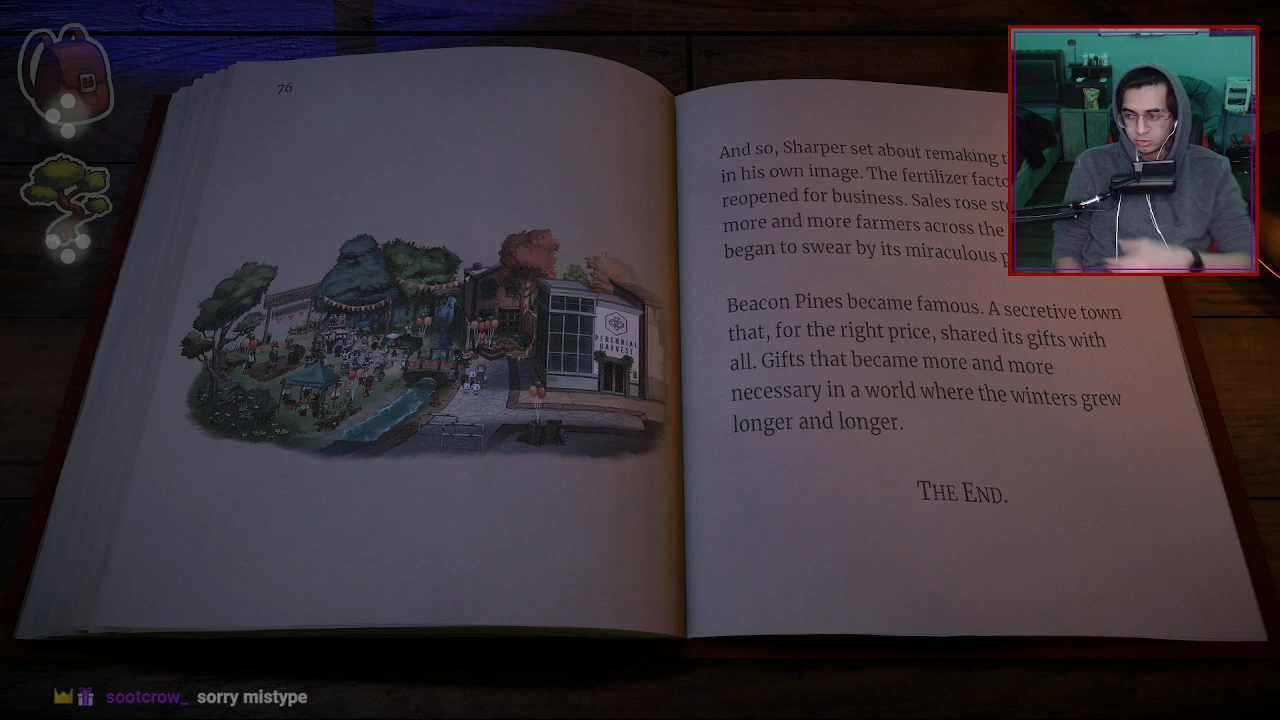 76
And so, Sharper set about remaking
in his own image. The fertilizer
reopened for business. Sales rose
more and more farmers across the
began to swear by its miraculous
Beacon Pines became famous. A secretive town
that, for the right price, shared its gifts with
all. Gifts that became more and more
necessary in a world where the winters grew
longer and longer.
THE END.
PERENNIAL
HARVEST
sootcrow_ sorry mistype